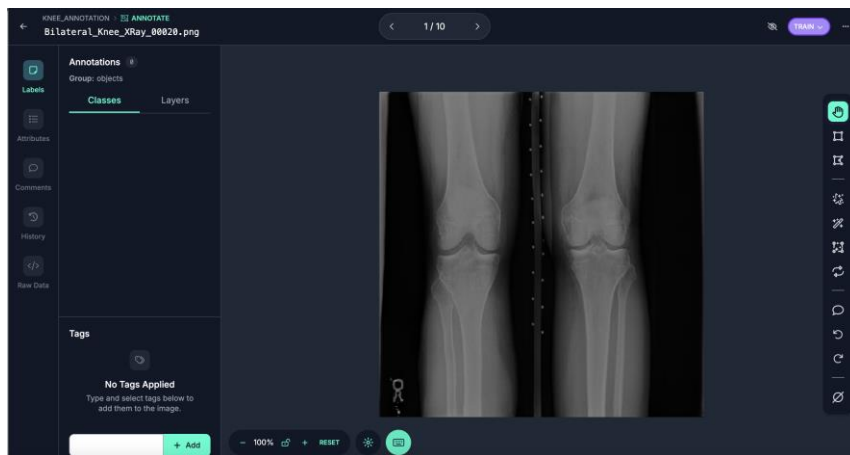 KNEE_ANNOTATION > ANNOTATE
Bilateral_Knee_XRay_00020.png
1 / 10
TRAIN
Labels
Attributes
Comments
History
Raw Data
Annotations 0
Group: objects
Classes Layers
Tags
No Tags Applied
Type and select tags below to
add them to the image.
+ Add
- 100% + RESET
R